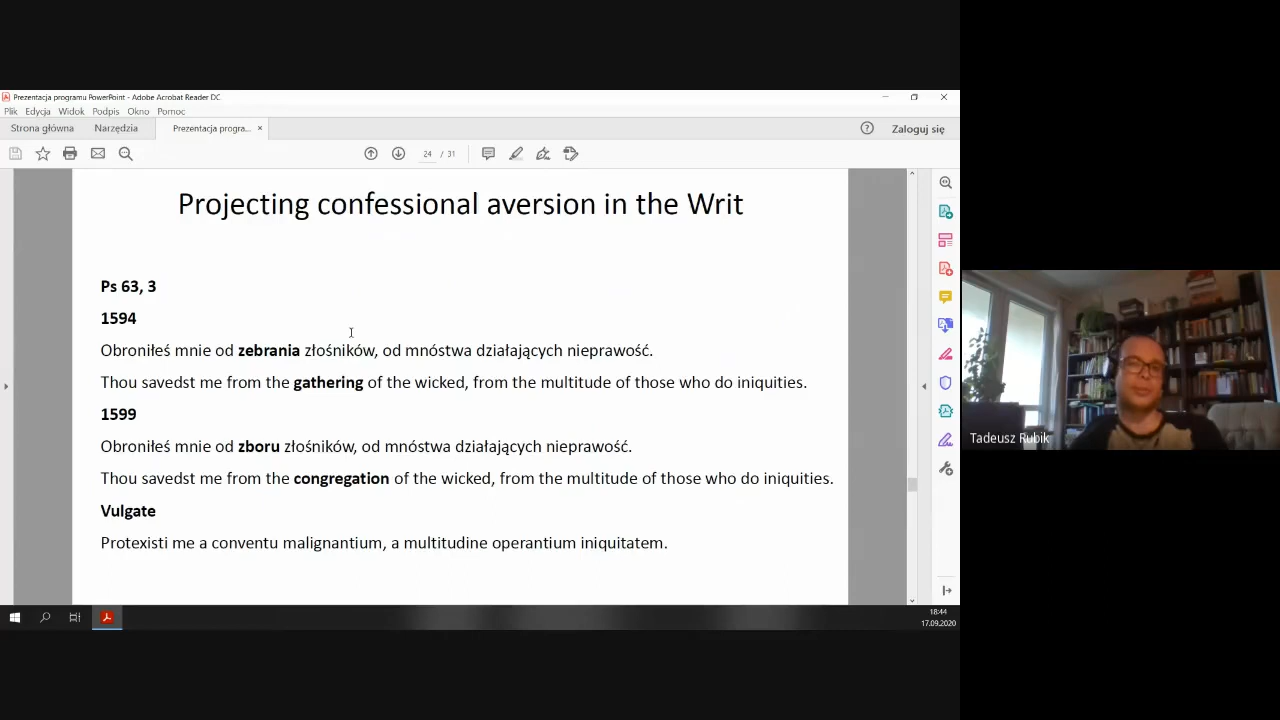 Prezentacja programu PowerPoint - Adobe Acrobat Reader DC
Plik Edycja Widok Podpis Okno Pomoc
Strona główna Narzędzia Prezentacja progra... × Zaloguj się
24 / 31
Projecting confessional aversion in the Writ
Ps 63, 3
1594
Obroniłeś mnie od zebrania złośników, od mnóstwa działających nieprawość.
Thou savedst me from the gathering of the wicked, from the multitude of those who do iniquities.
1599
Obroniłeś mnie od zboru złośników, od mnóstwa działających nieprawość.
Thou savedst me from the congregation of the wicked, from the multitude of those who do iniquities.
Vulgate
Protexisti me a conventu malignantium, a multitudine operantium iniquitatem.
Tadeusz Rubik
18:44
17.09.2020